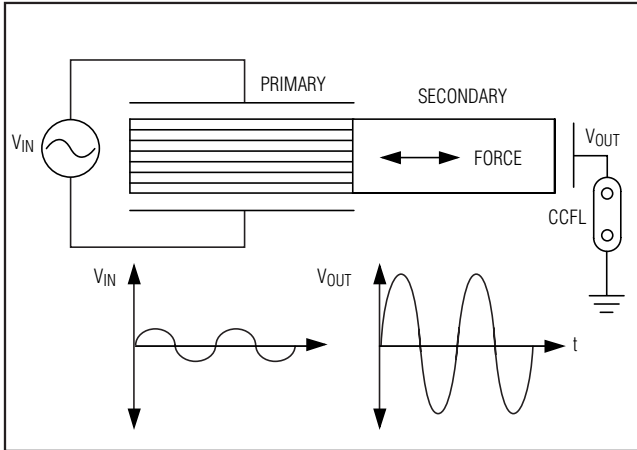 PRIMARY
SECONDARY
VIN
FORCE
VOUT
CCFL
VIN
VOUT
t